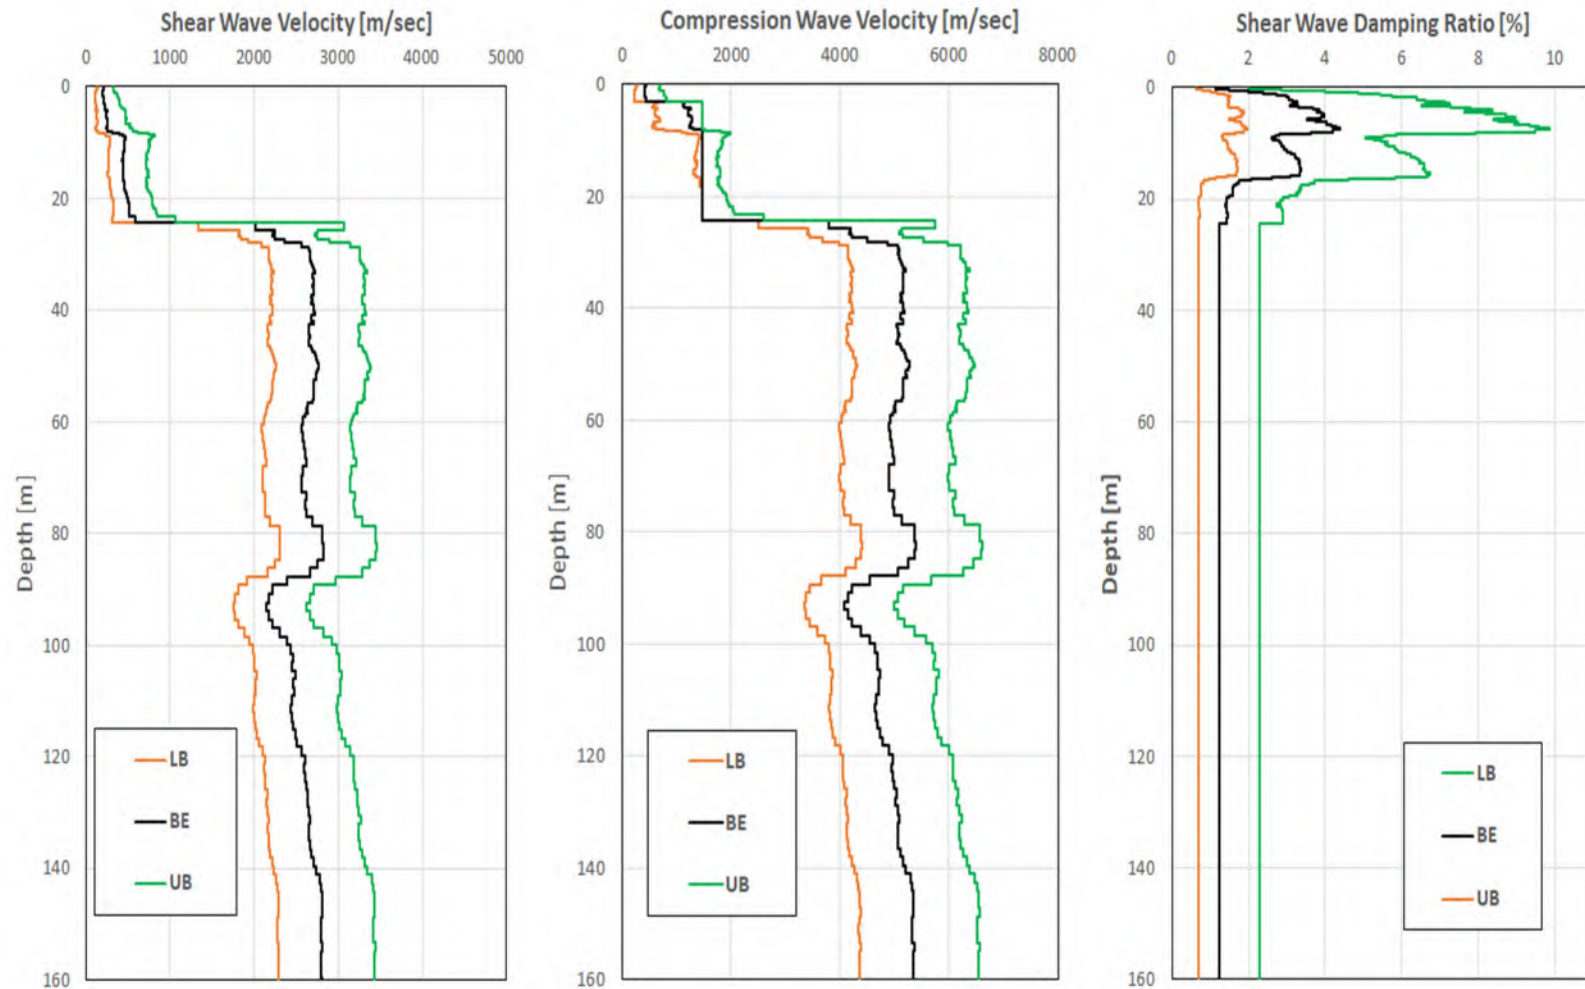 Shear Wave Velocity [m/sec]
0 1000 2000 3000 4000 5000
0
20
40
60
80
100
120
140
160
Depth [m]
LB
BE
UB
Compression Wave Velocity [m/sec]
0 2000 4000 6000 8000
0
20
40
60
80
100
120
140
160
Depth [m]
LB
BE
UB
Shear Wave Damping Ratio [%]
0 2 4 6 8 10
0
20
40
60
80
100
120
140
160
Depth [m]
LB
BE
UB